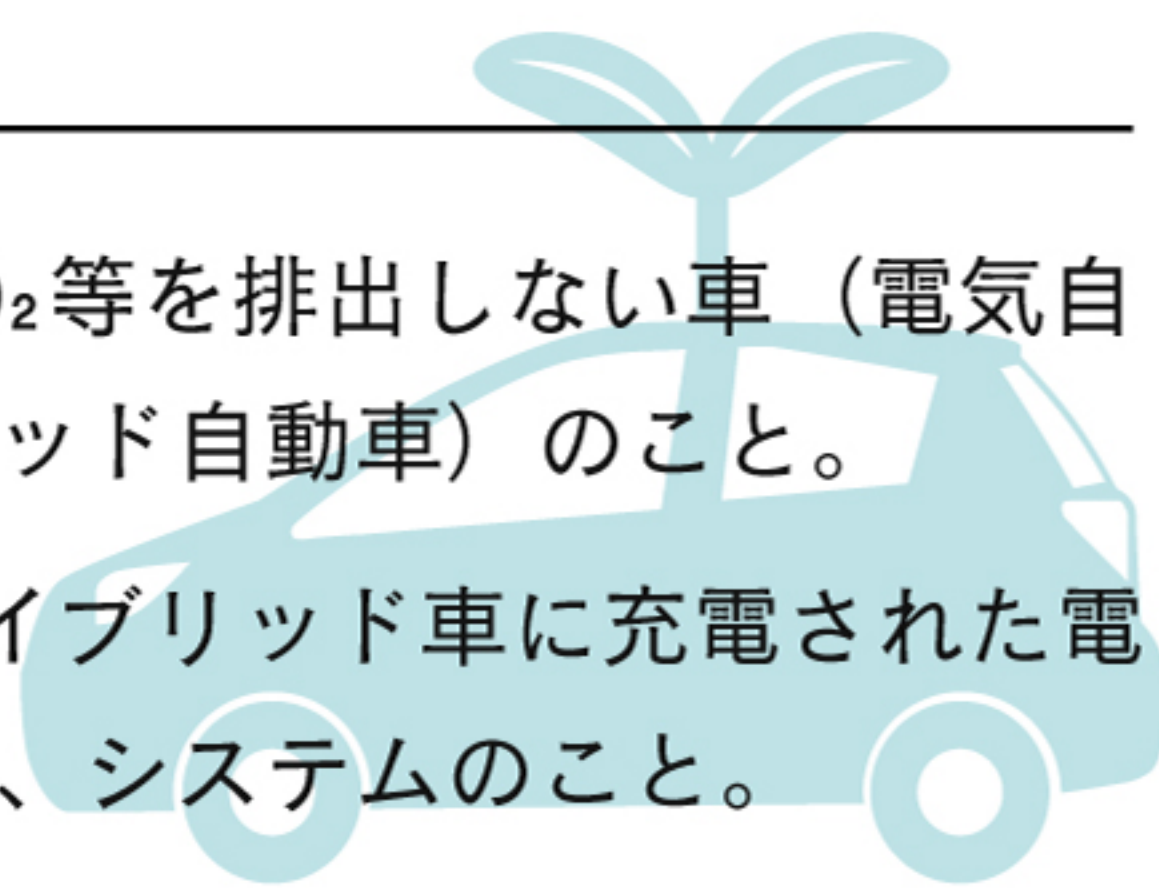 ₂等を排出しない車（電気自
ッド自動車）のこと。
イブリッド車に充電された電
、システムのこと。